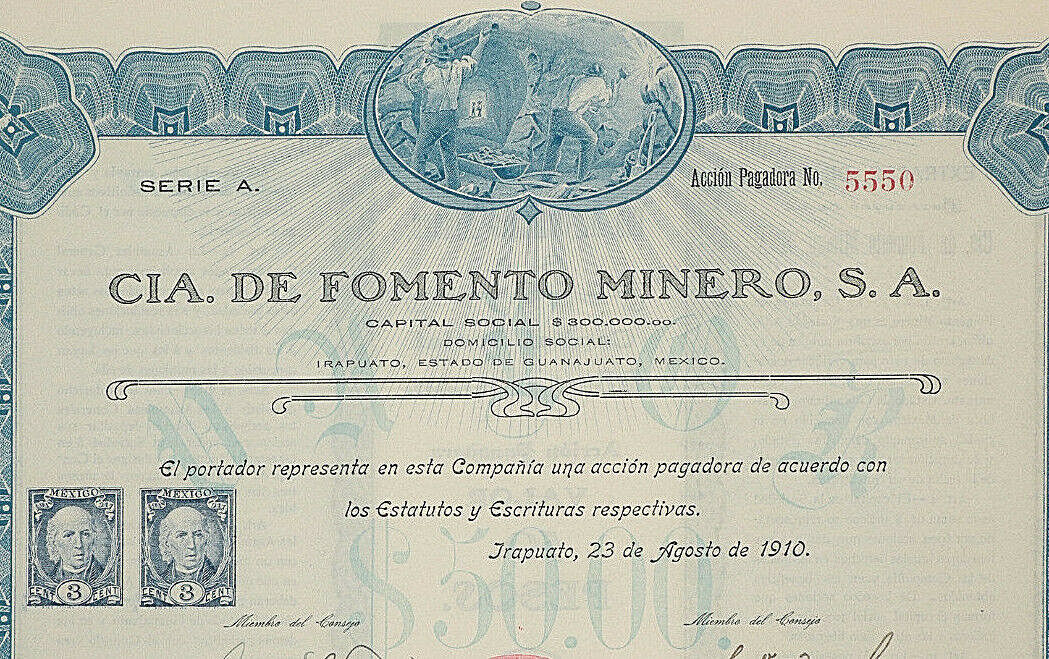 SERIE A.
Acción Pagadora No. 5550
CIA. DE FOMENTO MINERO, S. A.
CAPITAL SOCIAL $300.000.00.
DOMICILIO SOCIAL:
IRAPUATO, ESTADO DE GUANAJUATO, MEXICO.
El portador representa en esta Compañía una acción pagadora de acuerdo con
los Estatutos y Escrituras respectivas.
Irapuato, 23 de Agosto de 1910.
MEXICO
CENT 3 CENT
MEXICO
CENT 3 CENT
$50.00.
Miembro del Consejo
Miembro del Consejo